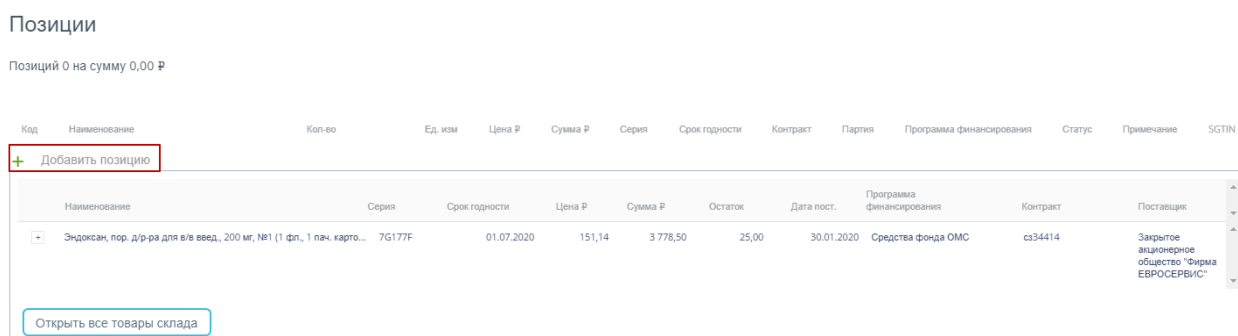 Позиции
Позиций 0 на сумму 0,00 ₽
Код Наименование Кол-во Ед. изм Цена ₽ Сумма ₽ Серия Срок годности Контракт Партия Программа финансирования Статус Примечание SGTIN
+ Добавить позицию
Наименование Серия Срок годности Цена ₽ Сумма ₽ Остаток Дата пост. Программа финансирования Контракт Поставщик
+ Эндоксан, пор. д/р-ра для в/в введ., 200 мг, №1 (1 фл., 1 пач. карто... 7G177F 01.07.2020 151,14 3 778,50 25,00 30.01.2020 Средства фонда ОМС сз34414 Закрытое
акционерное
общество "Фирма
ЕВРОСЕРВИС"
Открыть все товары склада